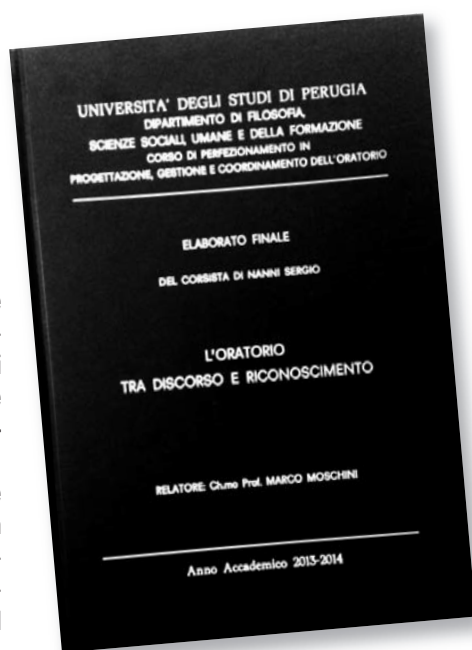 UNIVERSITA' DEGLI STUDI DI PERUGIA
DIPARTIMENTO DI FILOSOFIA,
SCIENZE SOCIALI, UMANE E DELLA FORMAZIONE
CORSO DI PERFEZIONAMENTO IN
PROGETTAZIONE, GESTIONE E COORDINAMENTO DELL'ORATORIO
ELABORATO FINALE
DEL CORSISTA DI NANNI SERGIO
L'ORATORIO
TRA DISCORSO E RICONOSCIMENTO
RELATORE: Ch.mo Prof. MARCO MOSCHINI
Anno Accademico 2013-2014